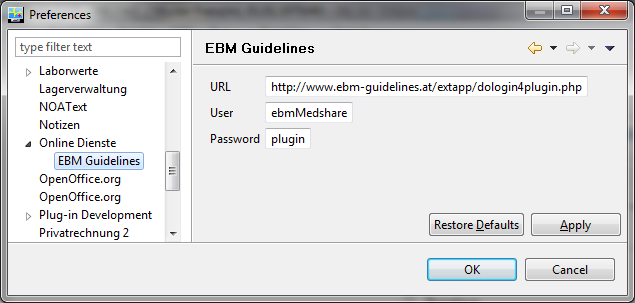 Preferences
type filter text
Laborwerte
Lagerverwaltung
NOAText
Notizen
Online Dienste
EBM Guidelines
OpenOffice.org
OpenOffice.org
Plug-in Development
Privatrechnung 2
EBM Guidelines
URL http://www.ebm-guidelines.at/extapp/dologin4plugin.php
User ebmMedshare
Password plugin
Restore Defaults Apply
OK Cancel